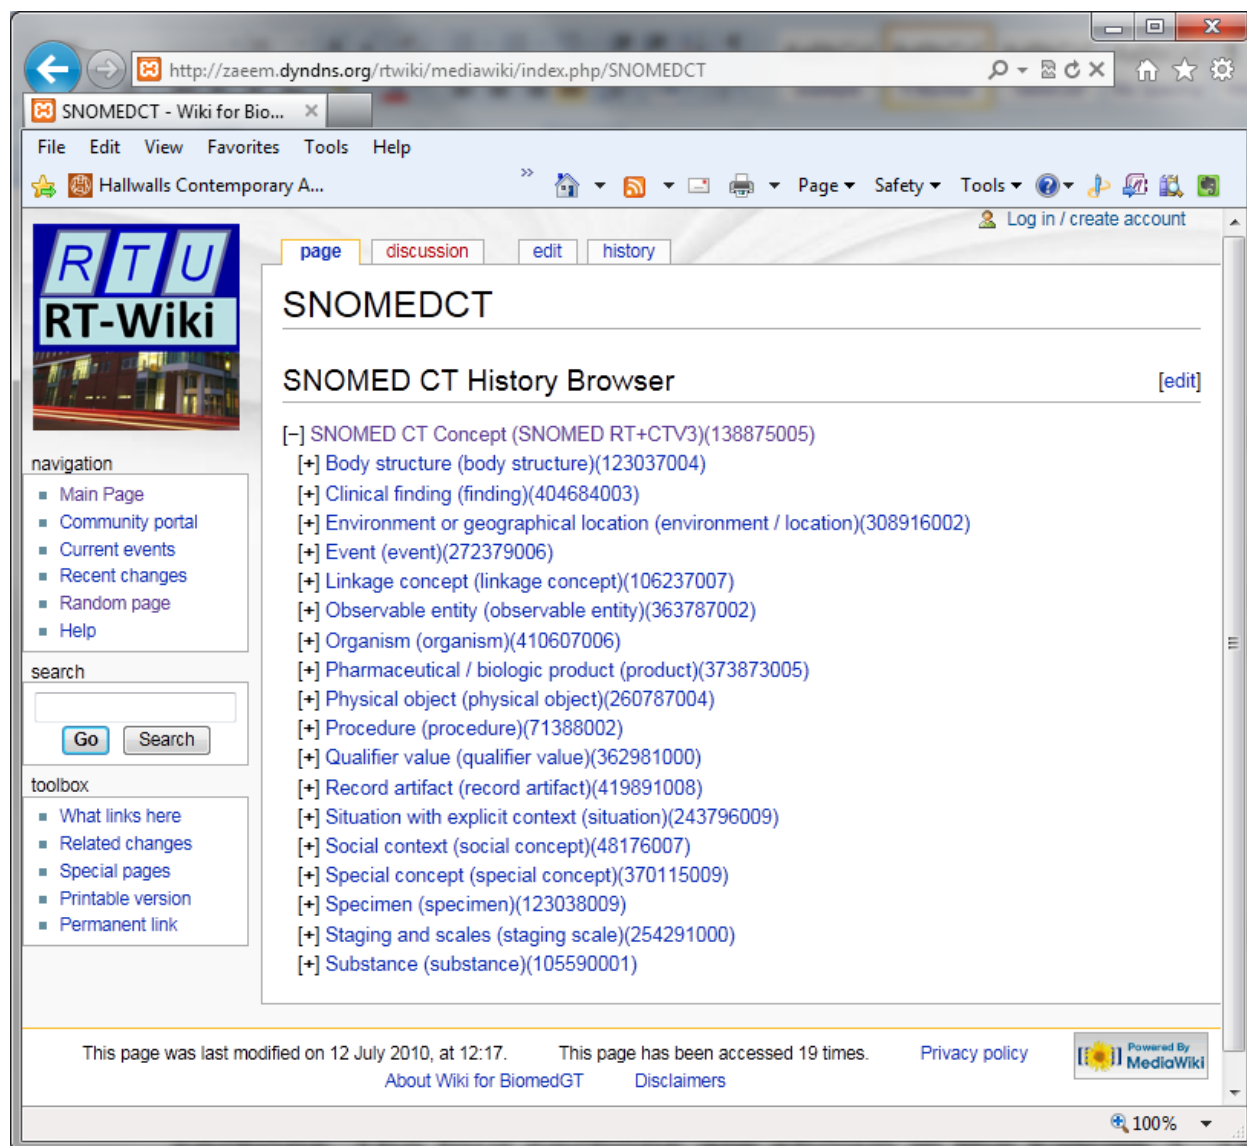 http://zaeem.dyndns.org/rtwiki/mediawiki/index.php/SNOMEDCT
SNOMEDCT - Wiki for Bio...
File Edit View Favorites Tools Help
Hallwalls Contemporary A...
Page Safety Tools
Log in / create account
RTU
RT-Wiki
page discussion edit history
SNOMEDCT
SNOMED CT History Browser [edit]
[−] SNOMED CT Concept (SNOMED RT+CTV3)(138875005)
[+] Body structure (body structure)(123037004)
[+] Clinical finding (finding)(404684003)
[+] Environment or geographical location (environment / location)(308916002)
[+] Event (event)(272379006)
[+] Linkage concept (linkage concept)(106237007)
[+] Observable entity (observable entity)(363787002)
[+] Organism (organism)(410607006)
[+] Pharmaceutical / biologic product (product)(373873005)
[+] Physical object (physical object)(260787004)
[+] Procedure (procedure)(71388002)
[+] Qualifier value (qualifier value)(362981000)
[+] Record artifact (record artifact)(419891008)
[+] Situation with explicit context (situation)(243796009)
[+] Social context (social concept)(48176007)
[+] Special concept (special concept)(370115009)
[+] Specimen (specimen)(123038009)
[+] Staging and scales (staging scale)(254291000)
[+] Substance (substance)(105590001)
navigation
Main Page
Community portal
Current events
Recent changes
Random page
Help
search
Go Search
toolbox
What links here
Related changes
Special pages
Printable version
Permanent link
This page was last modified on 12 July 2010, at 12:17. This page has been accessed 19 times. Privacy policy
About Wiki for BiomedGT Disclaimers
Powered By
MediaWiki
100%